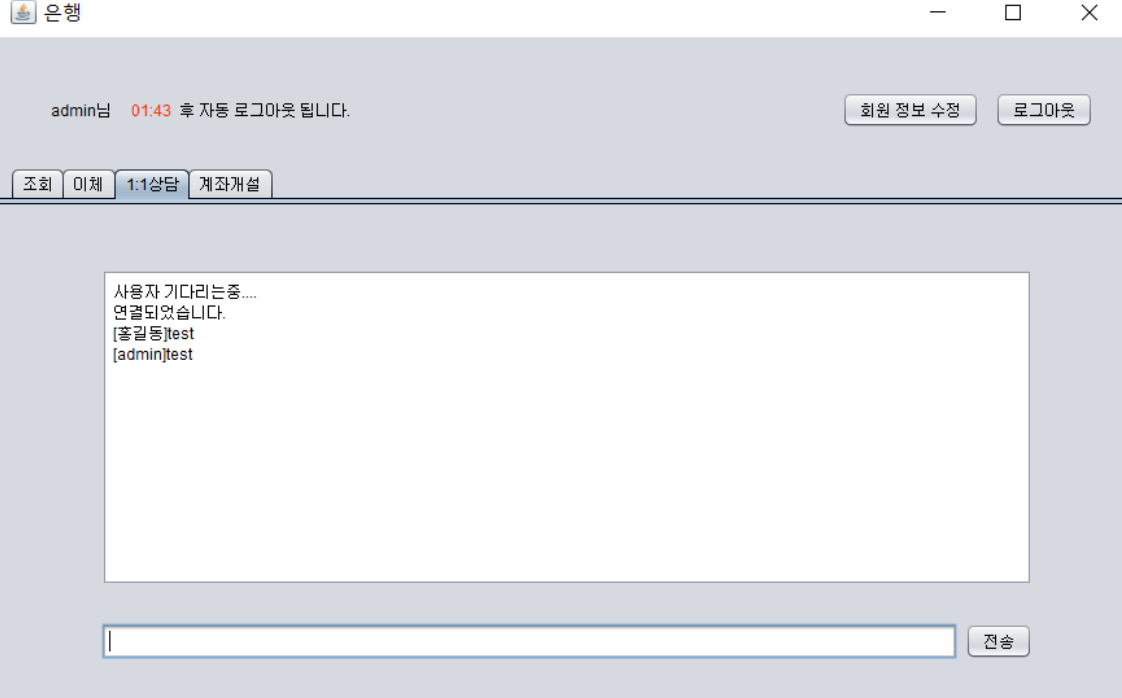 은행
admin님 01:43 후 자동 로그아웃 됩니다. 회원 정보 수정 로그아웃
조회 이체 1:1상담 계좌개설
사용자 기다리는중....
연결되었습니다.
[홍길동]test
[admin]test
전송